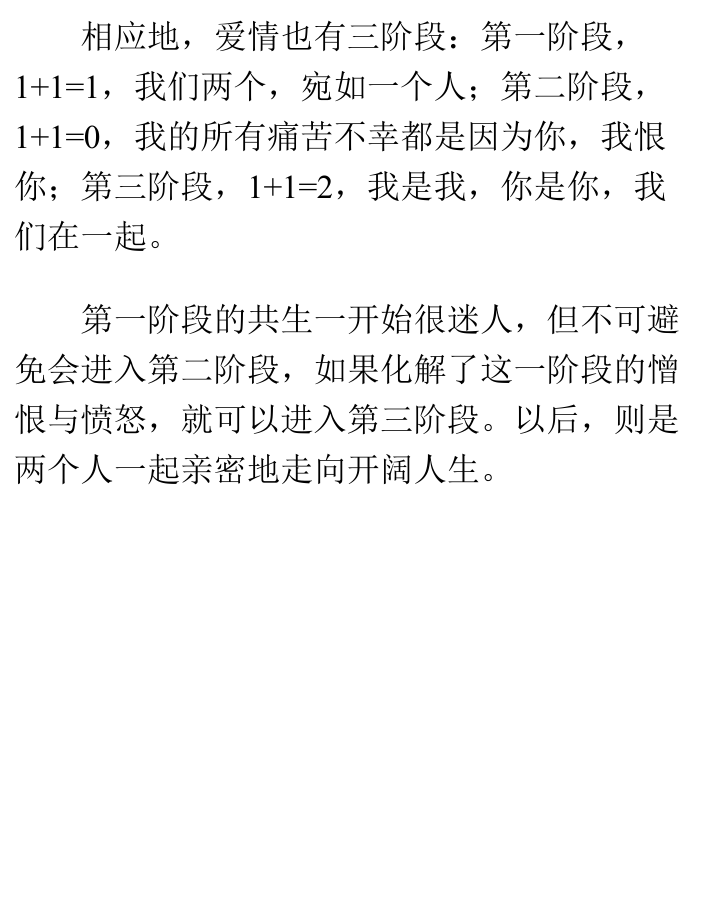 相应地，爱情也有三阶段：第一阶段，
1+1=1，我们两个，宛如一个人；第二阶段，
1+1=0，我的所有痛苦不幸都是因为你，我恨
你；第三阶段，1+1=2，我是我，你是你，我
们在一起。
第一阶段的共生一开始很迷人，但不可避
免会进入第二阶段，如果化解了这一阶段的憎
恨与愤怒，就可以进入第三阶段。以后，则是
两个人一起亲密地走向开阔人生。